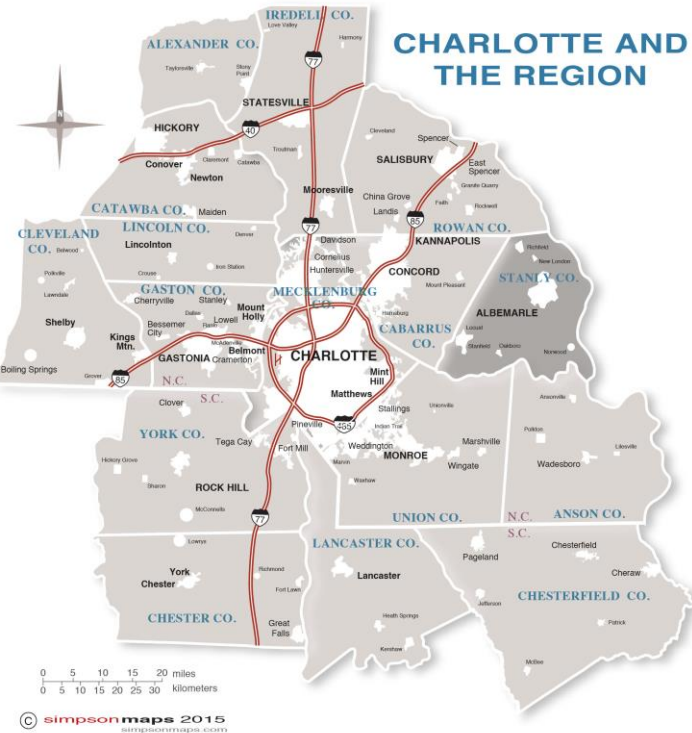 CHARLOTTE AND
THE REGION
IREDELL CO.
Love Valley
Harmony
ALEXANDER CO.
Taylorsville
Stony
Point
77
STATESVILLE
N
HICKORY
40
Cleveland
Spencer
SALISBURY
East
Spencer
Conover
Claremont
Catawba
Troutman
Newton
Granite Quarry
Mooresville
China Grove
Faith
Rockwell
Landis
CATAWBA CO.
Maiden
85
ROWAN CO.
77
LINCOLN CO.
CLEVELAND
CO.
Belwood
Denver
Lincolnton
Davidson
KANNAPOLIS
Cornelius
Richfield
New London
Huntersville
CONCORD
Crouse
Iron Station
Polkville
STANLY CO.
Mount Pleasant
GASTON CO.
MECKLENBURG
CO.
Lawndale
Cherryville
Stanley
Mount
Holly
Dallas
Lowell
Harrisburg
ALBEMARLE
Shelby
Bessemer
City
Ranlo
CABARRUS
CO.
Locust
Kings
Mtn.
McAdenville
Belmont
Stanfield
Oakboro
Norwood
GASTONIA
Cramerton
CHARLOTTE
Boiling Springs
Grover
85
N.C.
S.C.
Mint
Hill
Matthews
Clover
Stallings
Unionville
Ansonville
485
Pineville
Indian Trail
Polkton
YORK CO.
Tega Cay
Fort Mill
Weddington
Marshville
Lilesville
Hickory Grove
Marvin
MONROE
Wingate
Wadesboro
Sharon
ROCK HILL
Waxhaw
McConnells
77
UNION CO.
N.C.
S.C.
ANSON CO.
Lowrys
LANCASTER CO.
Pageland
Chesterfield
York
Chester
Richmond
Lancaster
Cheraw
Fort Lawn
Jefferson
CHESTERFIELD CO.
CHESTER CO.
Great
Falls
Heath Springs
Patrick
Kershaw
McBee
0 5 10 15 20 miles
0 5 10 15 20 25 30 kilometers
© simpsonmaps 2015
simpsonmaps.com